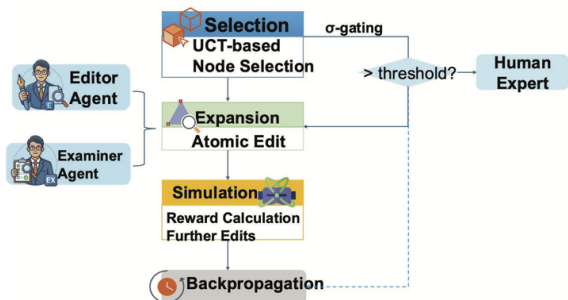 Selection
UCT-based
Node Selection
σ-gating
> threshold?
Human
Expert
Editor
Agent
E
Examiner
Agent
EX
Expansion
Atomic Edit
Simulation
Reward Calculation
Further Edits
Backpropagation